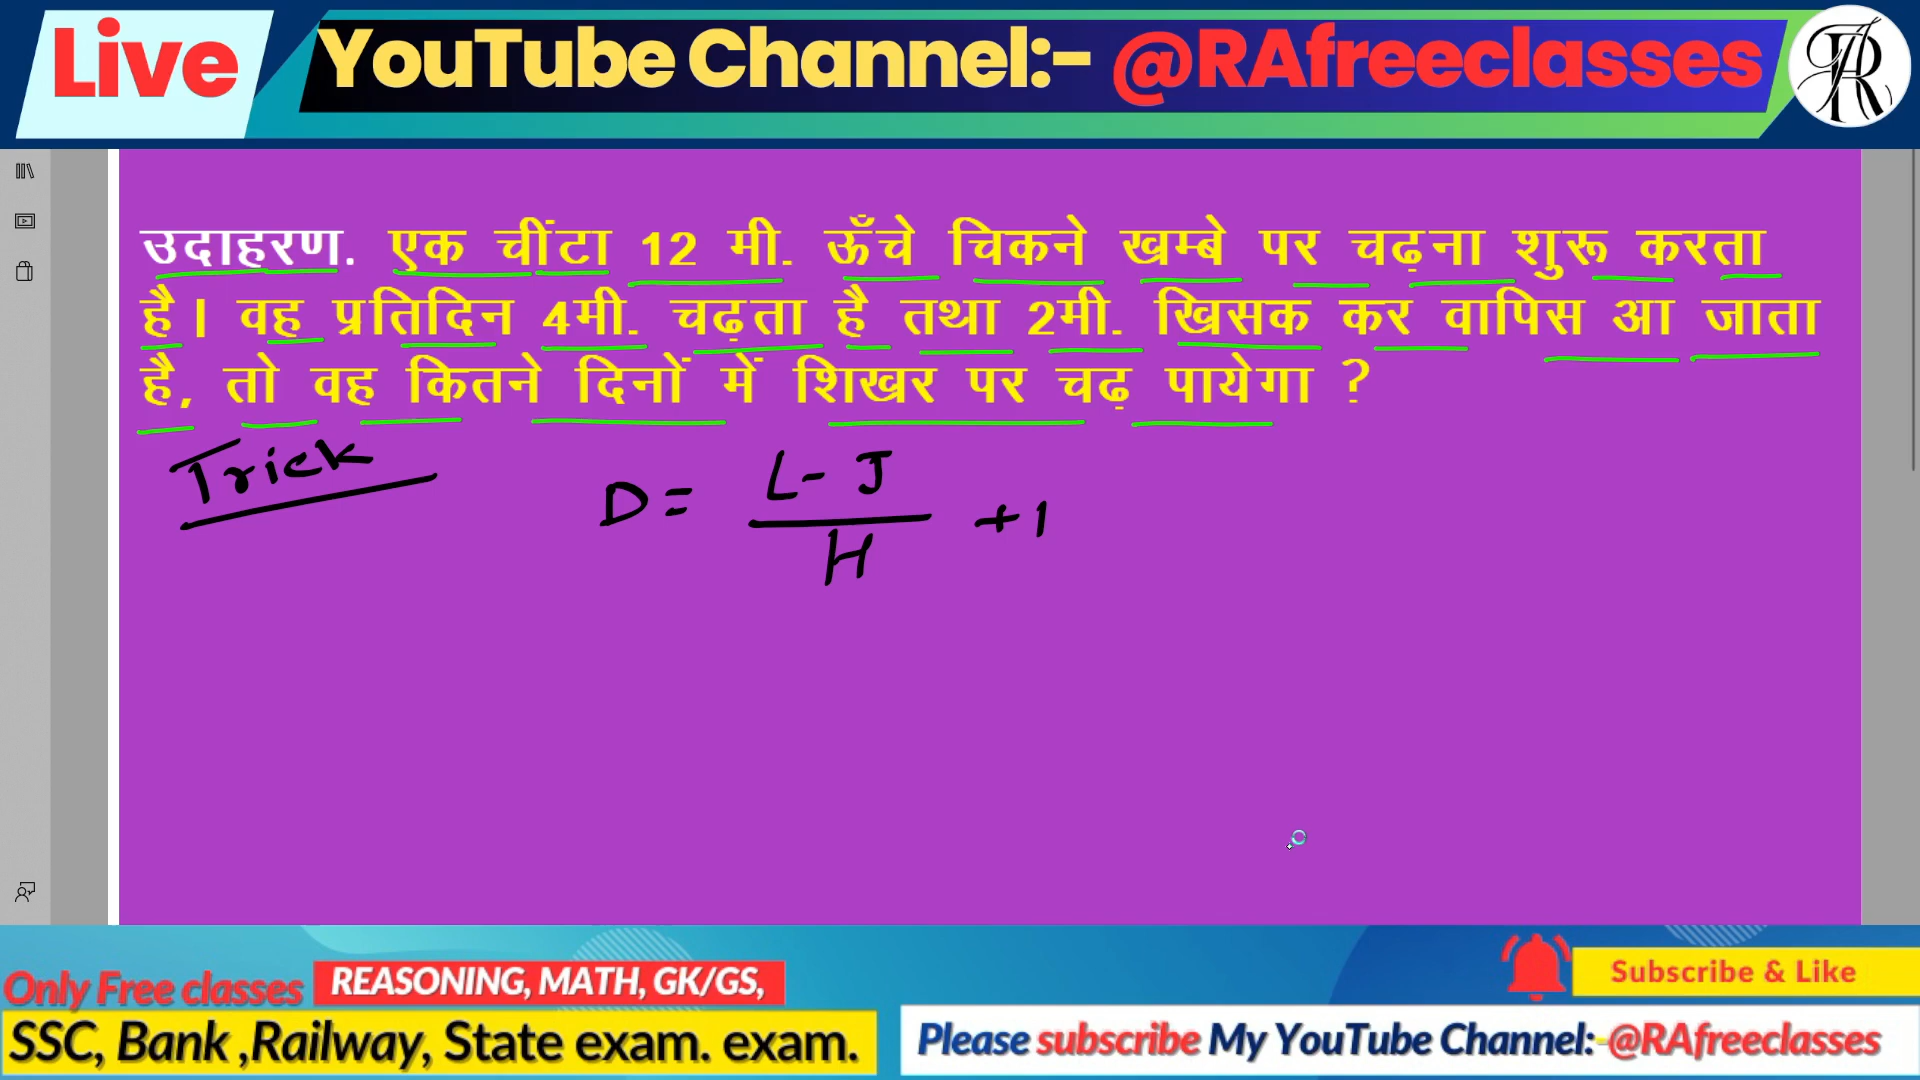 Live
YouTube Channel:- @RAfreeclasses
उदाहरण. एक चींटा 12 मी. ऊँचे चिकने खम्बे पर चढ़ना शुरू करता
है। वह प्रतिदिन 4मी. चढ़ता है तथा 2मी. खिसक कर वापिस आ जाता
है, तो वह कितने दिनों में शिखर पर चढ़ पायेगा ?
Trick
D = L - J
H
+1
Only Free classes REASONING, MATH, GK/GS,
SSC, Bank ,Railway, State exam. exam.
Subscribe & Like
Please subscribe My YouTube Channel:-@RAfreeclasses